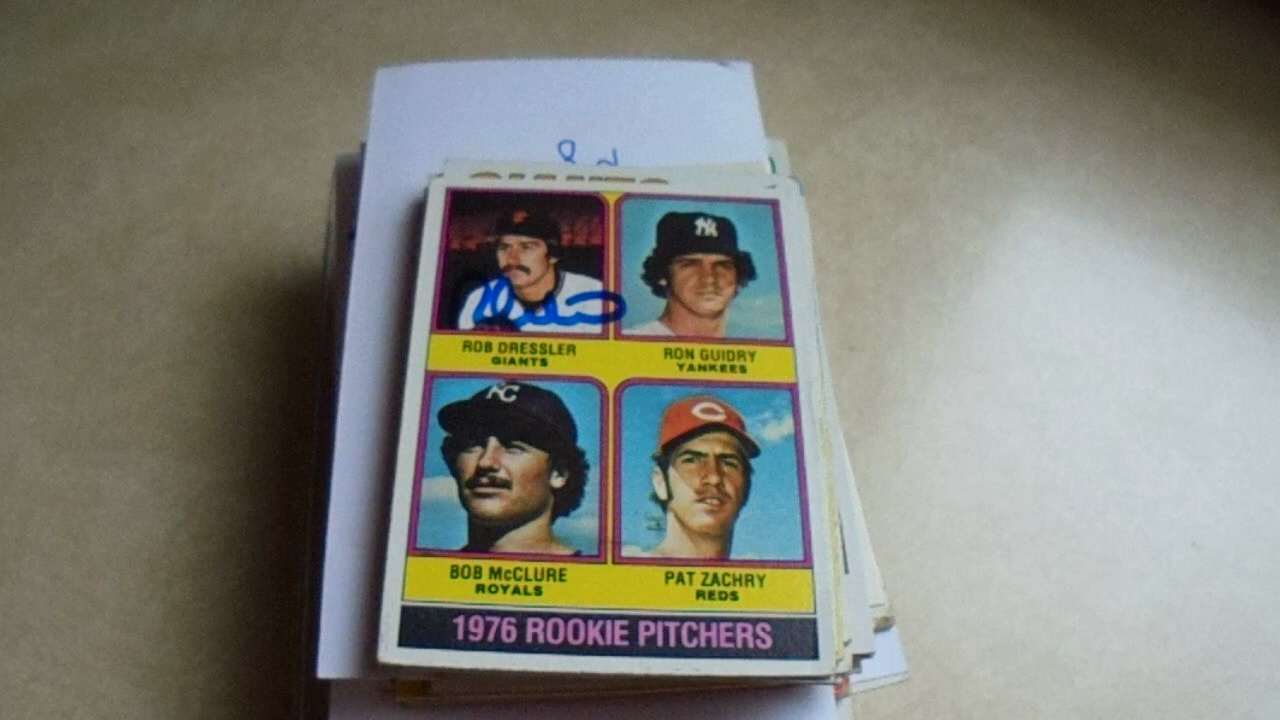 ROB DRESSLER
GIANTS
RON GUIDRY
YANKEES
BOB McCLURE
ROYALS
PAT ZACHRY
REDS
1976 ROOKIE PITCHERS